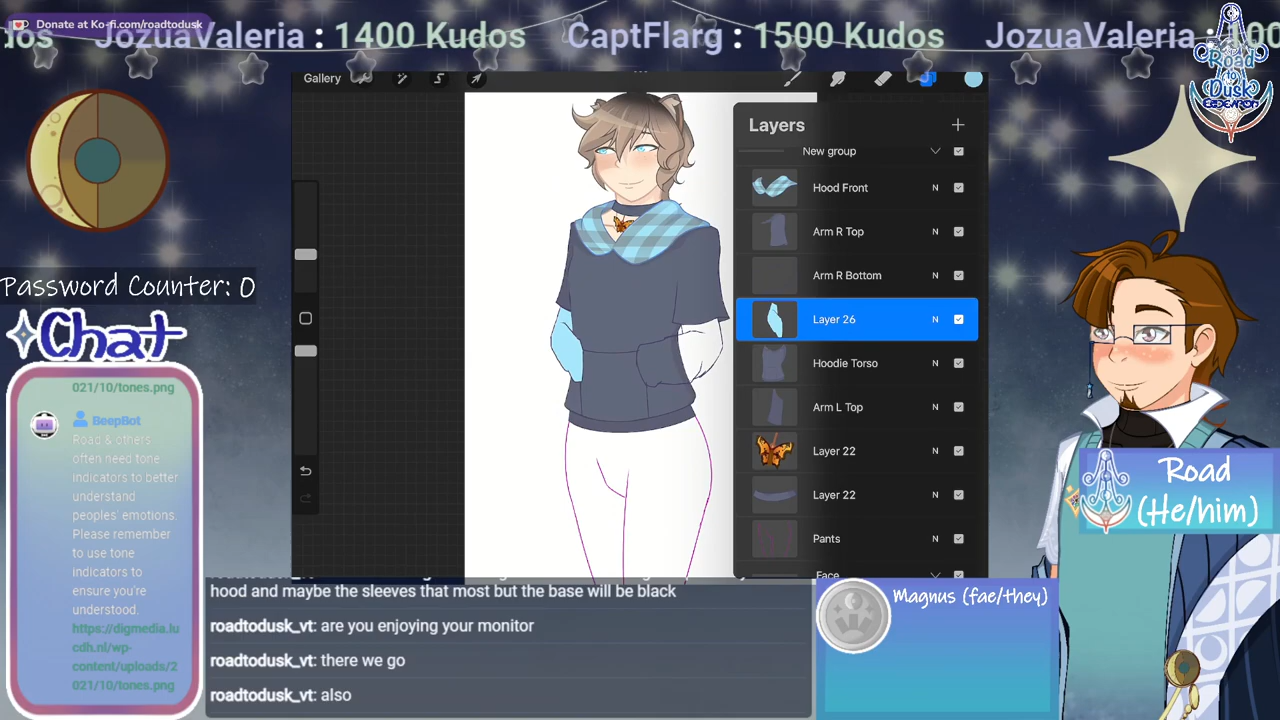 Donate at Ko-fi.com/roadtodusk
dos JozuaValeria : 1400 Kudos CaptFlarg : 1500 Kudos JozuaValeria :
Road
to
Dusk
Gallery
Layers
New group
Hood Front N
Arm R Top N
Arm R Bottom N
Layer 26 N
Hoodie Torso N
Arm L Top N
Layer 22 N
Layer 22 N
Pants N
Face
Password Counter: 0
Chat
021/10/tones.png
BeepBot
Road & others
often need tone
indicators to better
understand
peoples' emotions.
Please remember
to use tone
indicators to
ensure you're
understood.
https://digmedia.lu
cdh.nl/wp-
content/uploads/2
021/10/tones.png
hood and maybe the sleeves that most but the base will be black
roadtodusk_vt: are you enjoying your monitor
roadtodusk_vt: there we go
roadtodusk_vt: also
Road
(He/him)
Magnus (fae/they)